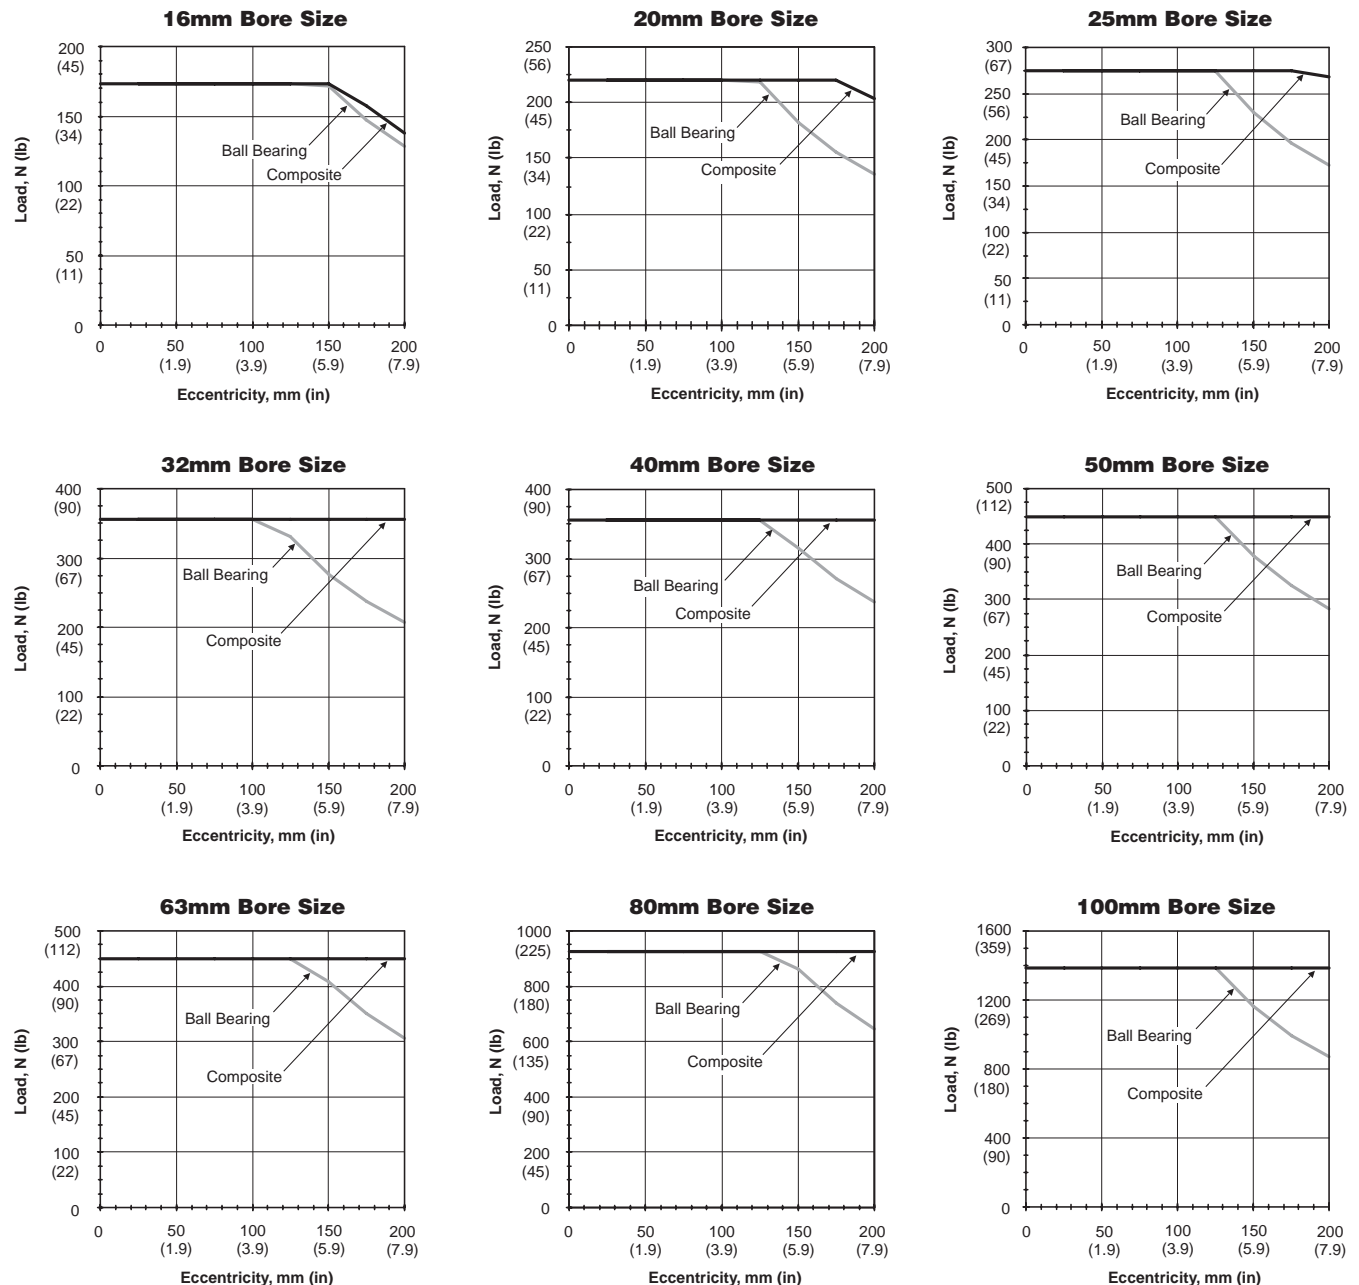 16mm Bore Size
Load, N (lb)
200
(45)
150
(34)
100
(22)
50
(11)
0
Ball Bearing
Composite
0 50 100 150 200
(1.9) (3.9) (5.9) (7.9)
Eccentricity, mm (in)
20mm Bore Size
Load, N (lb)
250
(56)
200
(45)
150
(34)
100
(22)
50
(11)
0
Ball Bearing
Composite
0 50 100 150 200
(1.9) (3.9) (5.9) (7.9)
Eccentricity, mm (in)
25mm Bore Size
Load, N (lb)
300
(67)
250
(56)
200
(45)
150
(34)
100
(22)
50
(11)
0
Ball Bearing
Composite
0 50 100 150 200
(1.9) (3.9) (5.9) (7.9)
Eccentricity, mm (in)
32mm Bore Size
Load, N (lb)
400
(90)
300
(67)
200
(45)
100
(22)
0
Ball Bearing
Composite
0 50 100 150 200
(1.9) (3.9) (5.9) (7.9)
Eccentricity, mm (in)
40mm Bore Size
Load, N (lb)
400
(90)
300
(67)
200
(45)
100
(22)
0
Ball Bearing
Composite
0 50 100 150 200
(1.9) (3.9) (5.9) (7.9)
Eccentricity, mm (in)
50mm Bore Size
Load, N (lb)
500
(112)
400
(90)
300
(67)
200
(45)
100
(22)
0
Ball Bearing
Composite
0 50 100 150 200
(1.9) (3.9) (5.9) (7.9)
Eccentricity, mm (in)
63mm Bore Size
Load, N (lb)
500
(112)
400
(90)
300
(67)
200
(45)
100
(22)
0
Ball Bearing
Composite
0 50 100 150 200
(1.9) (3.9) (5.9) (7.9)
Eccentricity, mm (in)
80mm Bore Size
Load, N (lb)
1000
(225)
800
(180)
600
(135)
400
(90)
200
(45)
0
Ball Bearing
Composite
0 50 100 150 200
(1.9) (3.9) (5.9) (7.9)
Eccentricity, mm (in)
100mm Bore Size
Load, N (lb)
1600
(359)
1200
(269)
800
(180)
400
(90)
0
Ball Bearing
Composite
0 50 100 150 200
(1.9) (3.9) (5.9) (7.9)
Eccentricity, mm (in)